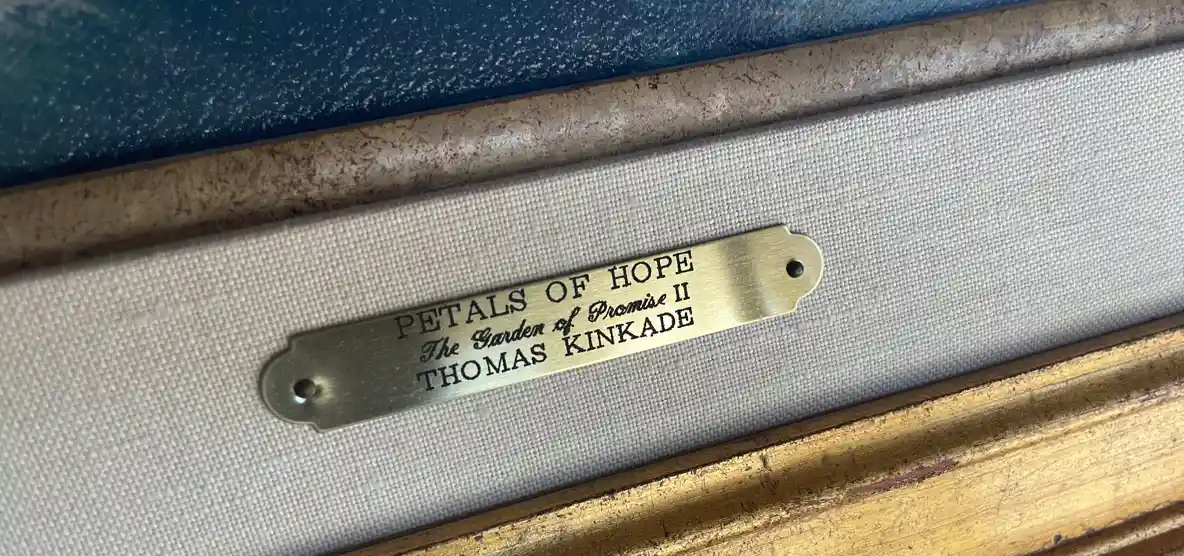 PETALS OF HOPE
The Garden of Promise II
THOMAS KINKADE